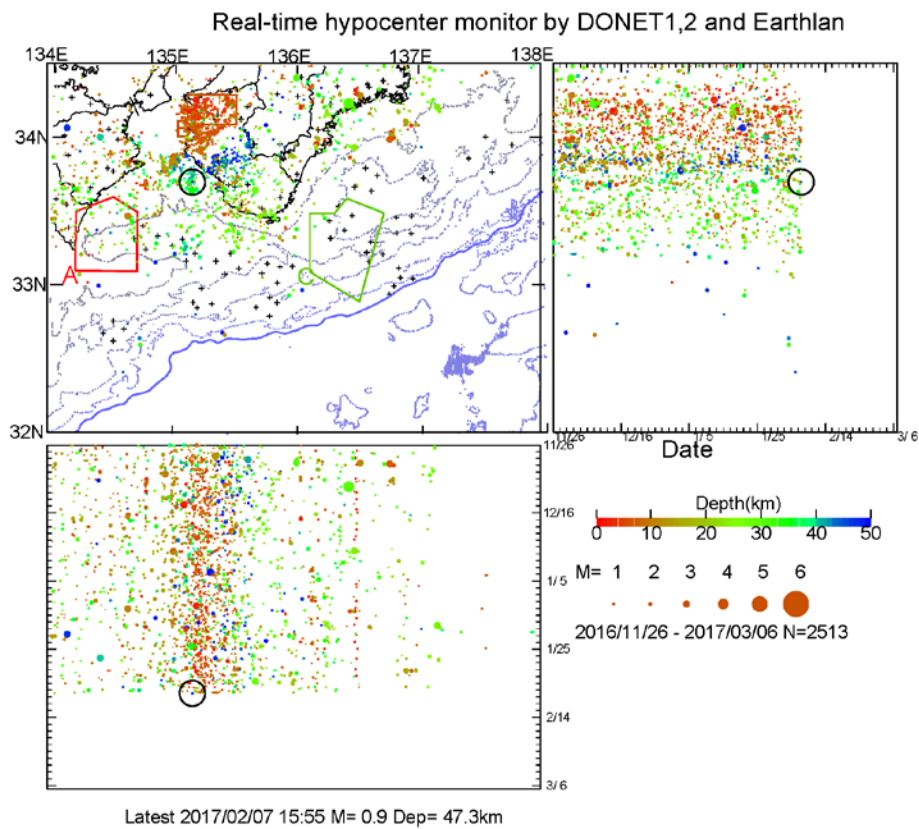 Real-time hypocenter monitor by DONET1,2 and Earthlan
134E 135E 136E 137E 138E
34N
33N
32N
A
C
11/26 12/16 1/5 1/25 2/14 3/6
Date
11/26
12/16
1/5
1/25
2/14
3/6
Depth(km)
0 10 20 30 40 50
M= 1 2 3 4 5 6
2016/11/26 - 2017/03/06 N=2513
Latest 2017/02/07 15:55 M= 0.9 Dep= 47.3km